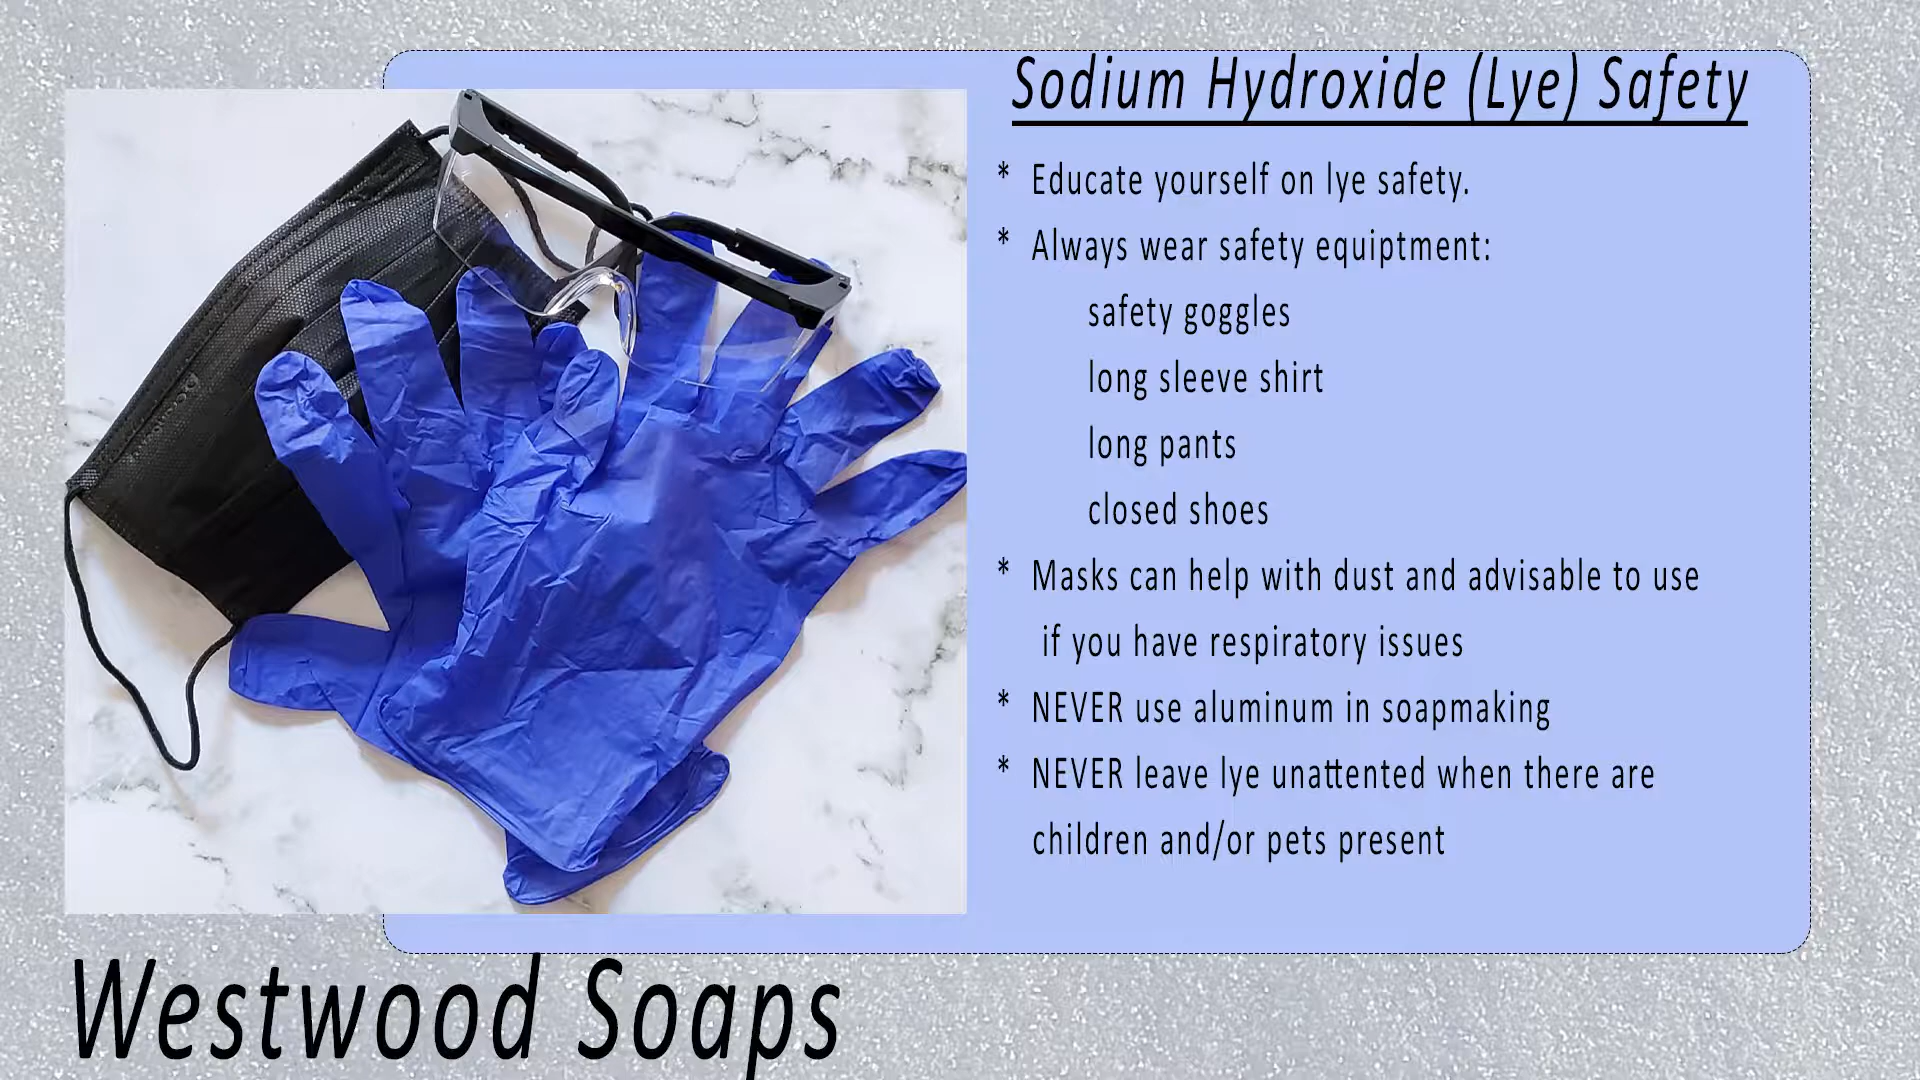 Sodium Hydroxide (Lye) Safety
* Educate yourself on lye safety.
* Always wear safety equiptment:
safety goggles
long sleeve shirt
long pants
closed shoes
* Masks can help with dust and advisable to use
if you have respiratory issues
* NEVER use aluminum in soapmaking
* NEVER leave lye unattented when there are
children and/or pets present
Westwood Soaps